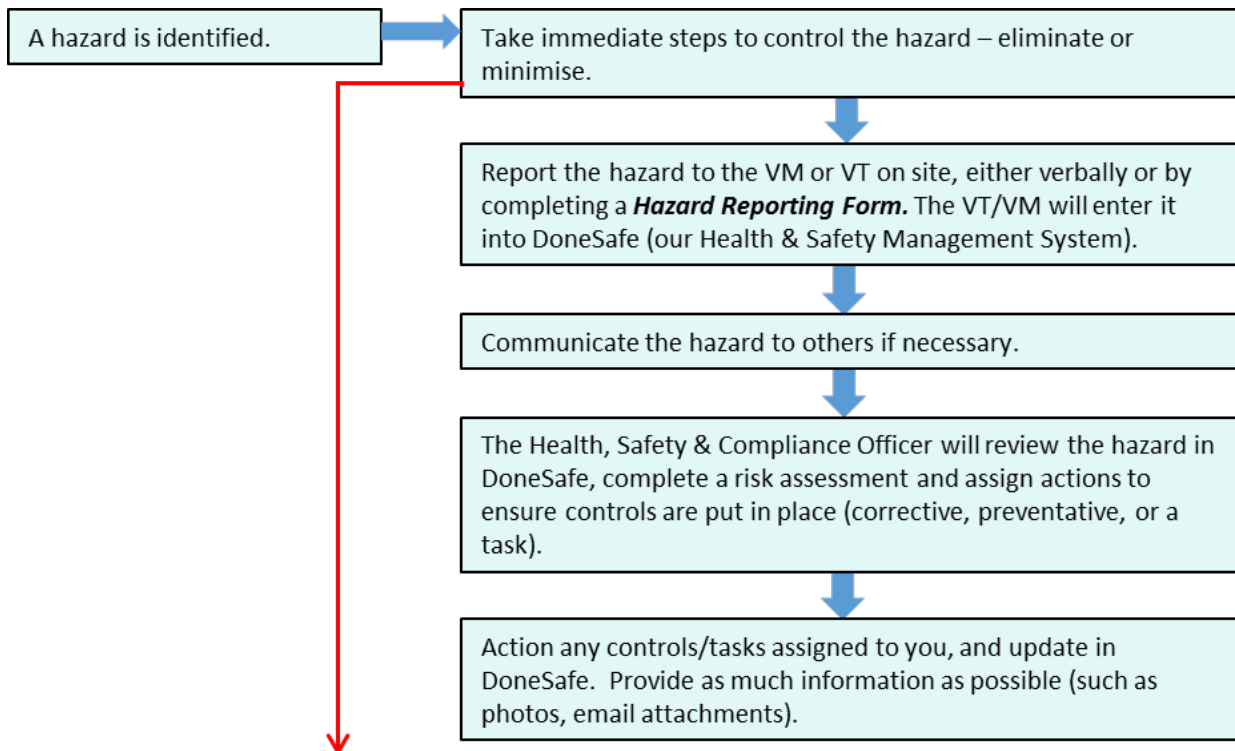 A hazard is identified.
Take immediate steps to control the hazard – eliminate or
minimise.
Report the hazard to the VM or VT on site, either verbally or by
completing a Hazard Reporting Form. The VT/VM will enter it
into DoneSafe (our Health & Safety Management System).
Communicate the hazard to others if necessary.
The Health, Safety & Compliance Officer will review the hazard in
DoneSafe, complete a risk assessment and assign actions to
ensure controls are put in place (corrective, preventative, or a
task).
Action any controls/tasks assigned to you, and update in
DoneSafe.  Provide as much information as possible (such as
photos, email attachments).